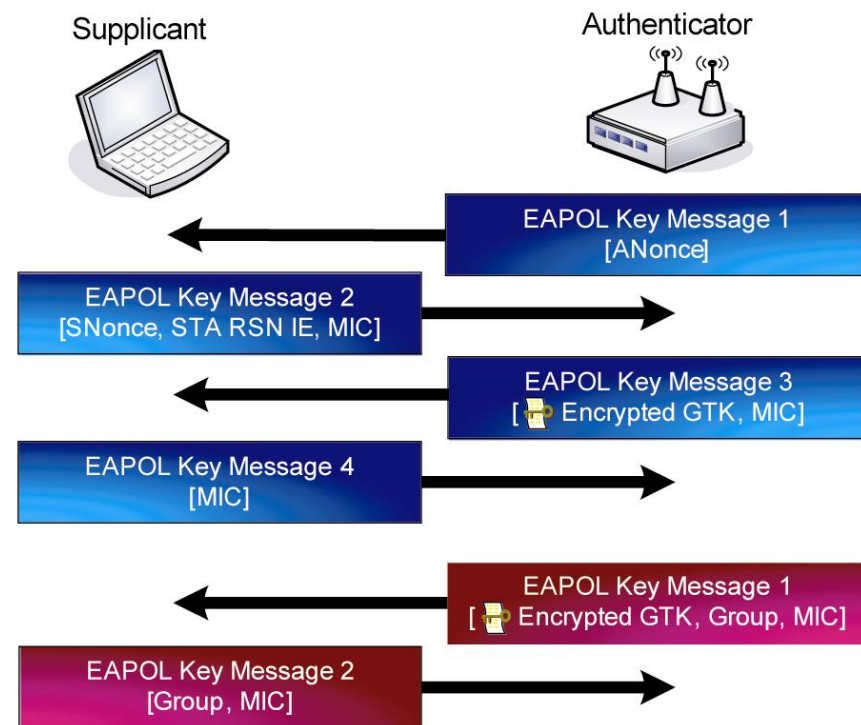 Supplicant
Authenticator
EAPOL Key Message 1
[ANonce]
EAPOL Key Message 2
[SNonce, STA RSN IE, MIC]
EAPOL Key Message 3
[ Encrypted GTK, MIC]
EAPOL Key Message 4
[MIC]
EAPOL Key Message 1
[ Encrypted GTK, Group, MIC]
EAPOL Key Message 2
[Group, MIC]